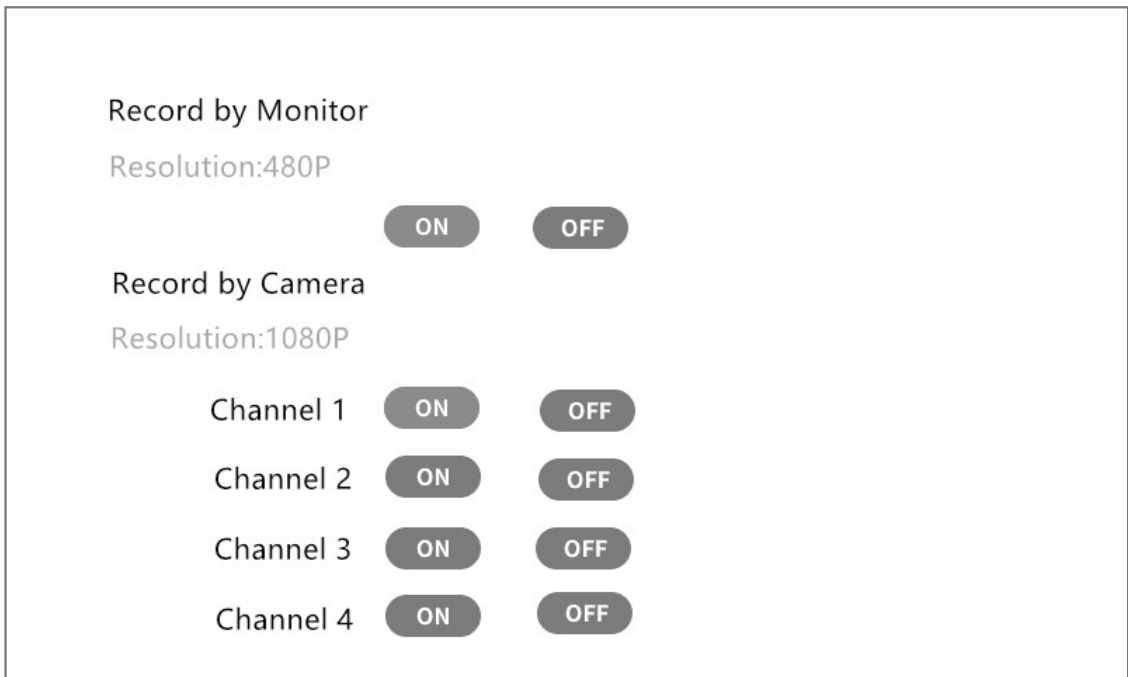 Record by Monitor
Resolution:480P
ON OFF
Record by Camera
Resolution:1080P
Channel 1 ON OFF
Channel 2 ON OFF
Channel 3 ON OFF
Channel 4 ON OFF